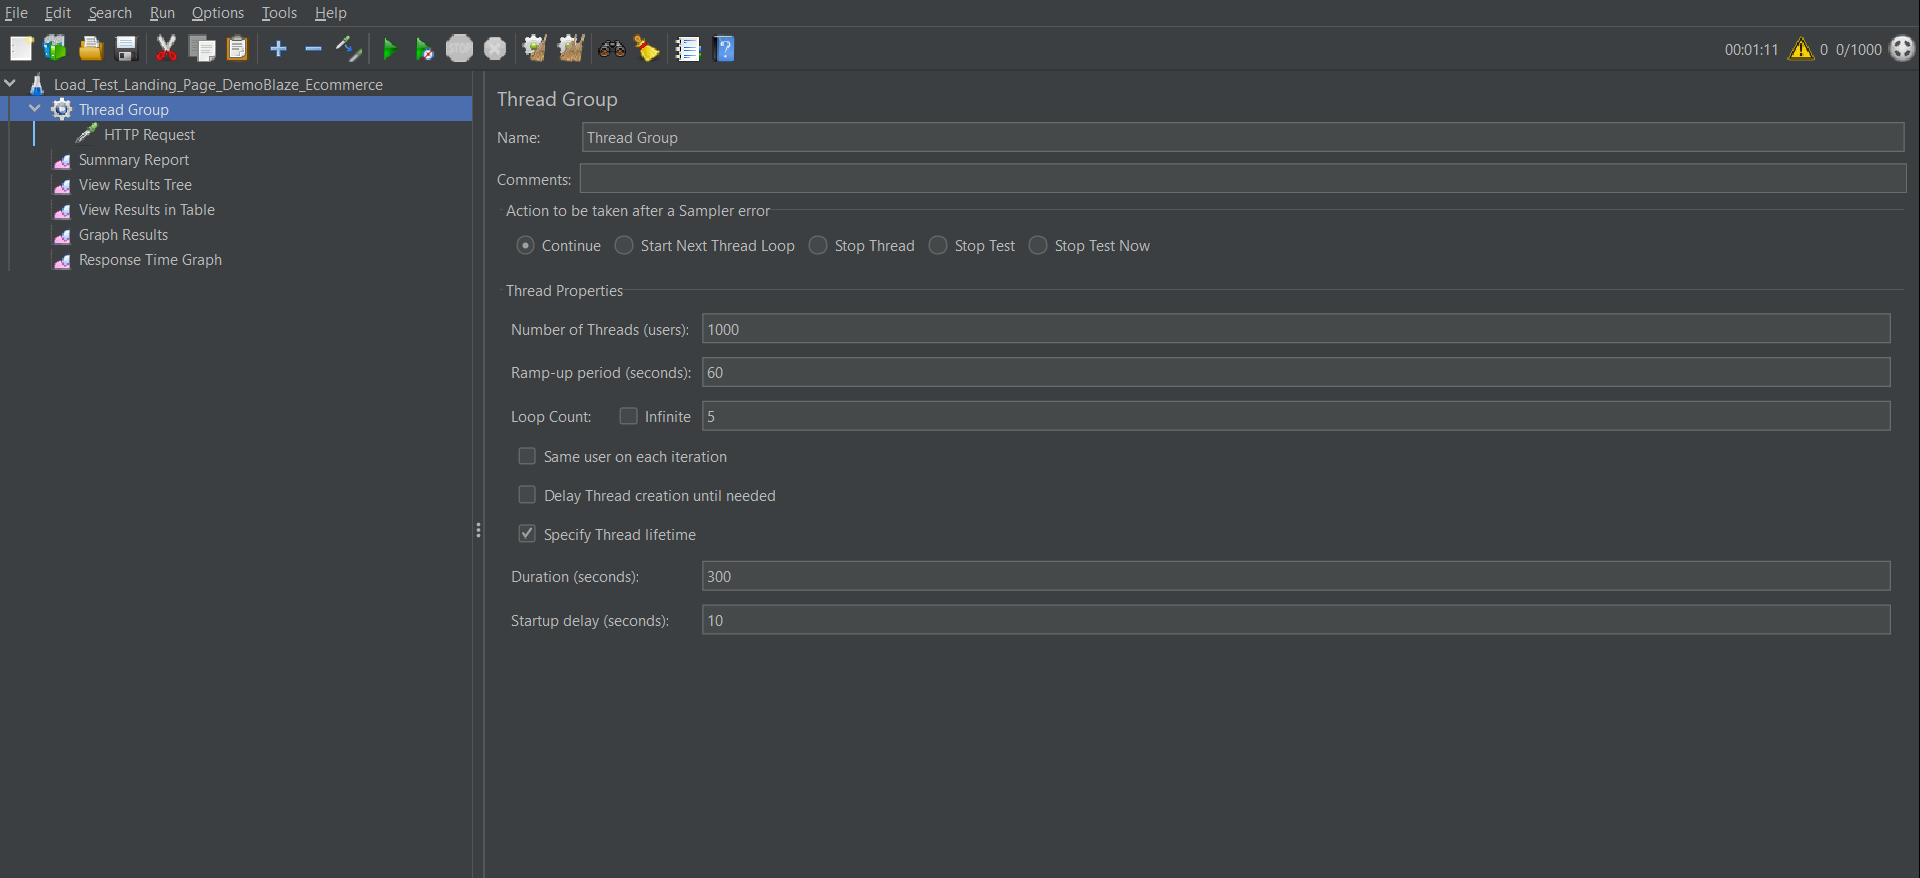 File Edit Search Run Options Tools Help
STOP
00:01:11 0 0/1000
Load_Test_Landing_Page_DemoBlaze_Ecommerce
Thread Group
HTTP Request
Summary Report
View Results Tree
View Results in Table
Graph Results
Response Time Graph
Thread Group
Name: Thread Group
Comments:
Action to be taken after a Sampler error
Continue Start Next Thread Loop Stop Thread Stop Test Stop Test Now
Thread Properties
Number of Threads (users): 1000
Ramp-up period (seconds): 60
Loop Count: Infinite 5
Same user on each iteration
Delay Thread creation until needed
Specify Thread lifetime
Duration (seconds): 300
Startup delay (seconds): 10